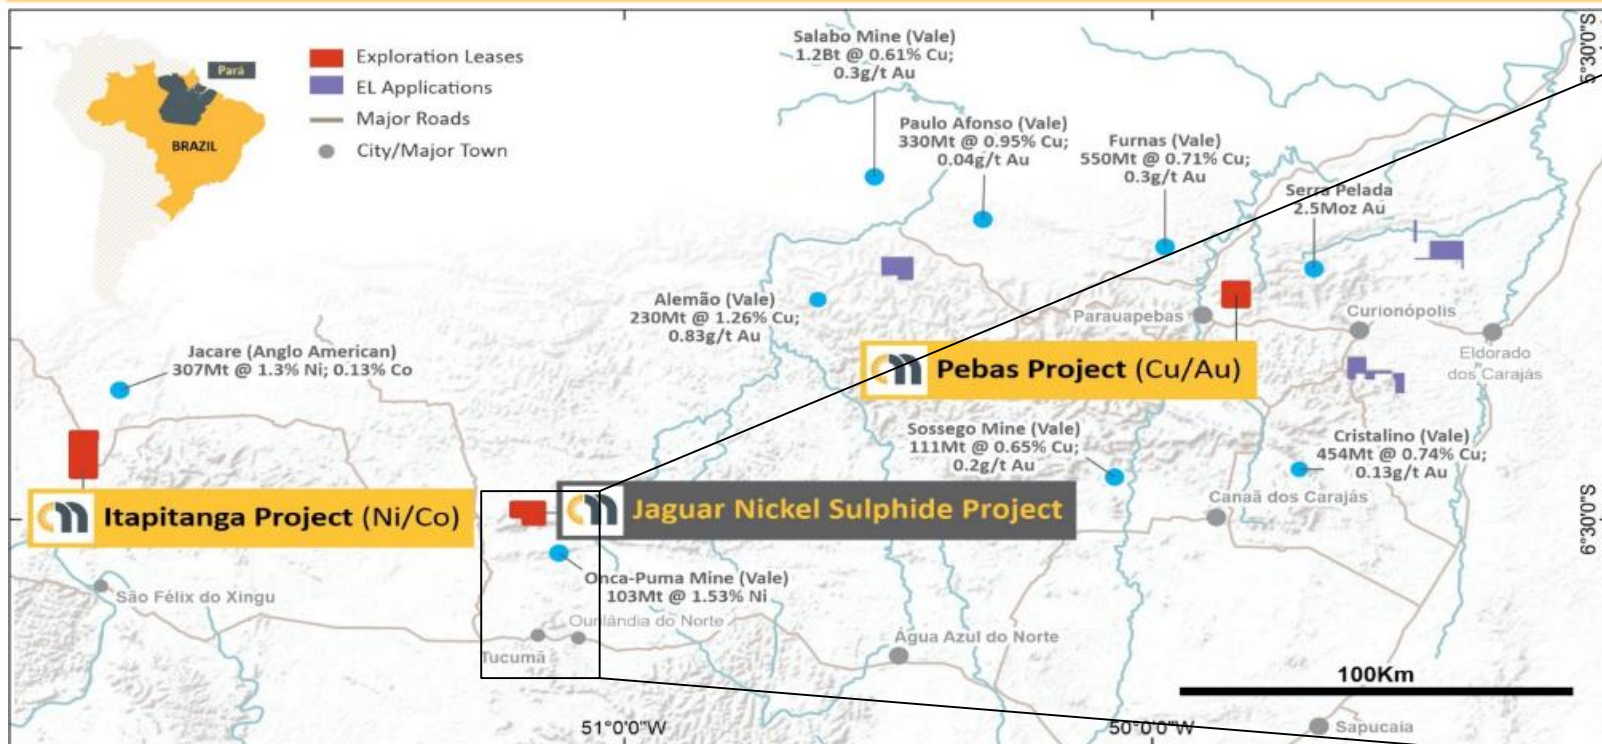 Pará
BRAZIL
Exploration Leases
EL Applications
Major Roads
City/Major Town
Salabo Mine (Vale)
1.2Bt @ 0.61% Cu;
0.3g/t Au
Paulo Afonso (Vale)
330Mt @ 0.95% Cu;
0.04g/t Au
Furnas (Vale)
550Mt @ 0.71% Cu;
0.3g/t Au
Serra Pelada
2.5Moz Au
5°30'0"S
Alemão (Vale)
230Mt @ 1.26% Cu;
0.83g/t Au
Parauapebas
Curionópolis
Eldorado
dos Carajás
Jacare (Anglo American)
307Mt @ 1.3% Ni; 0.13% Co
Pebas Project (Cu/Au)
Sossego Mine (Vale)
111Mt @ 0.65% Cu;
0.2g/t Au
Cristalino (Vale)
454Mt @ 0.74% Cu;
0.13g/t Au
Canaã dos Carajás
Itapitanga Project (Ni/Co)
Jaguar Nickel Sulphide Project
6°30'0"S
Onca-Puma Mine (Vale)
103Mt @ 1.53% Ni
São Félix do Xingu
Ourilândia do Norte
Tucumã
Água Azul do Norte
100Km
51°0'0"W
50°0'0"W
Sapucaia